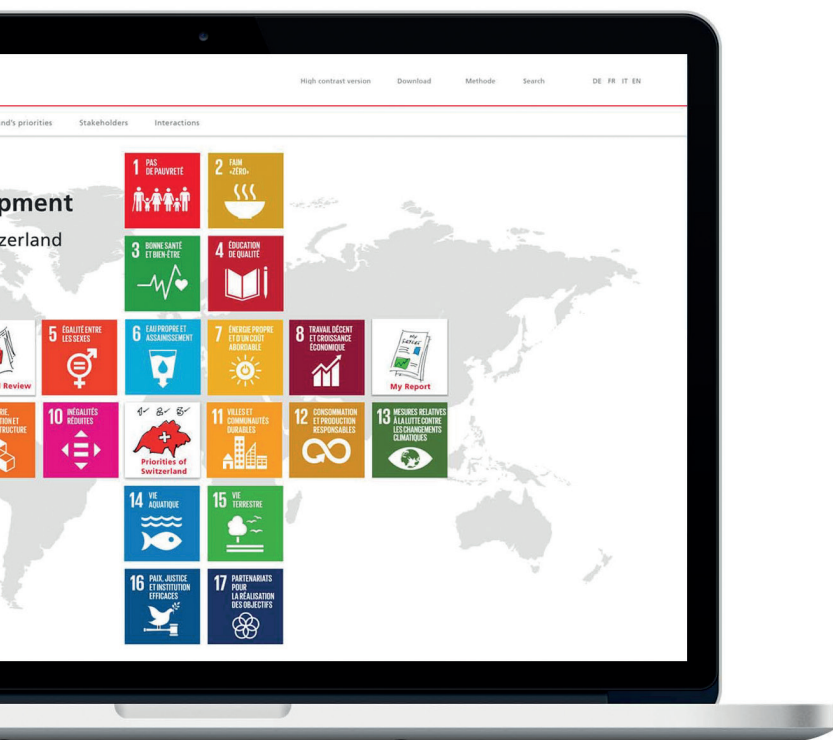 High contrast version Download Methode Search DE FR IT EN
nd's priorities Stakeholders Interactions
pment
zerland
1 PAS
DE PAUVRETÉ
2 FAIM
«ZÉRO»
3 BONNE SANTÉ
ET BIEN-ÊTRE
4 ÉDUCATION
DE QUALITÉ
l Review
5 ÉGALITÉ ENTRE
LES SEXES
6 EAU PROPRE ET
ASSAINISSEMENT
7 ÉNERGIE PROPRE
ET D'UN COÛT
ABORDABLE
8 TRAVAIL DÉCENT
ET CROISSANCE
ÉCONOMIQUE
My Report
RIE,
TION ET
TRUCTURE
10 INÉGALITÉS
RÉDUITES
Priorities of
Switzerland
11 VILLES ET
COMMUNAUTÉS
DURABLES
12 CONSOMMATION
ET PRODUCTION
RESPONSABLES
13 MESURES RELATIVES
À LA LUTTE CONTRE
LES CHANGEMENTS
CLIMATIQUES
14 VIE
AQUATIQUE
15 VIE
TERRESTRE
16 PAIX, JUSTICE
ET INSTITUTION
EFFICACES
17 PARTENARIATS
POUR
LA RÉALISATION
DES OBJECTIFS